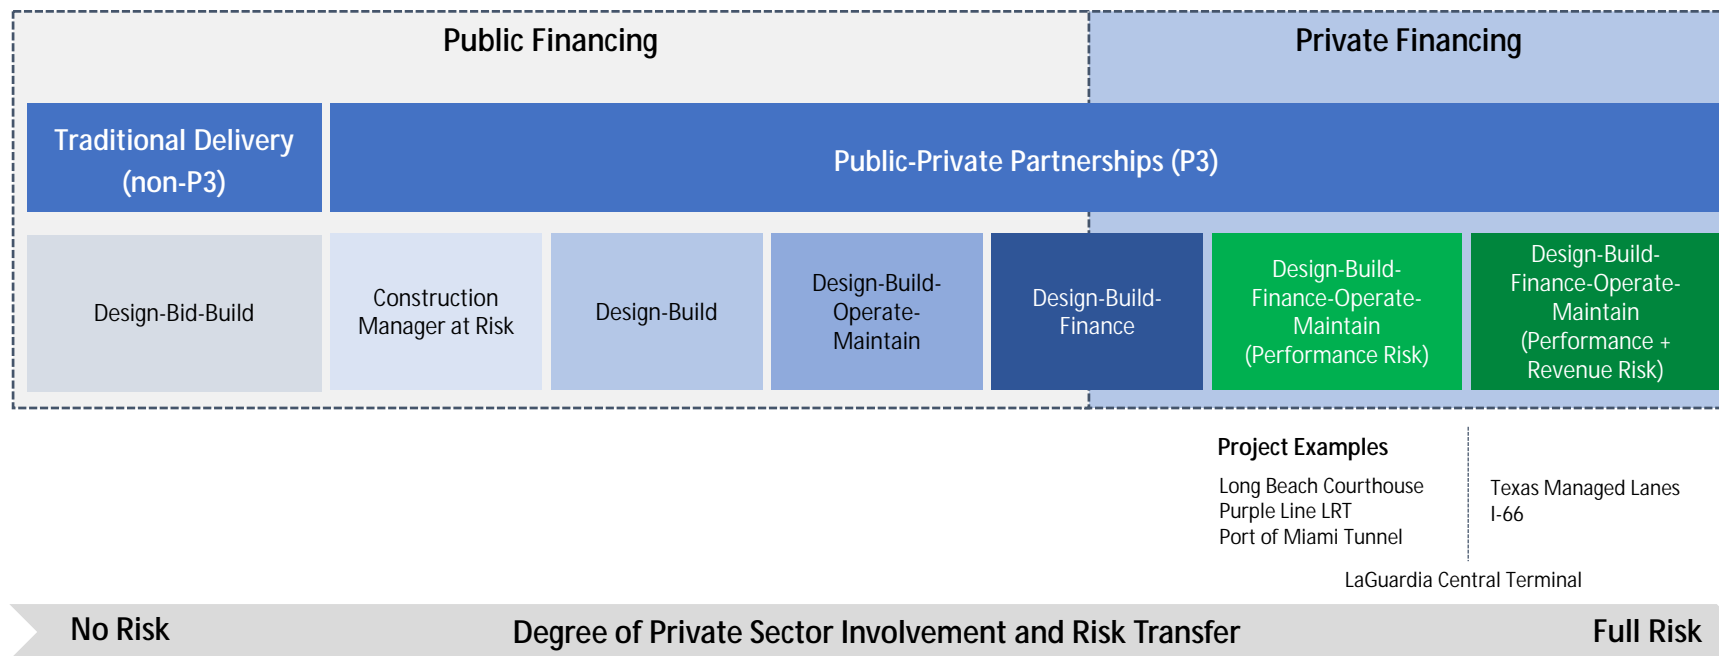 Public Financing
Private Financing
Traditional Delivery
(non-P3)
Public-Private Partnerships (P3)
Design-Bid-Build
Construction
Manager at Risk
Design-Build
Design-Build-
Operate-
Maintain
Design-Build-
Finance
Design-Build-
Finance-Operate-
Maintain
(Performance Risk)
Design-Build-
Finance-Operate-
Maintain
(Performance +
Revenue Risk)
Project Examples
Long Beach Courthouse
Purple Line LRT
Port of Miami Tunnel
Texas Managed Lanes
I-66
LaGuardia Central Terminal
No Risk
Degree of Private Sector Involvement and Risk Transfer
Full Risk